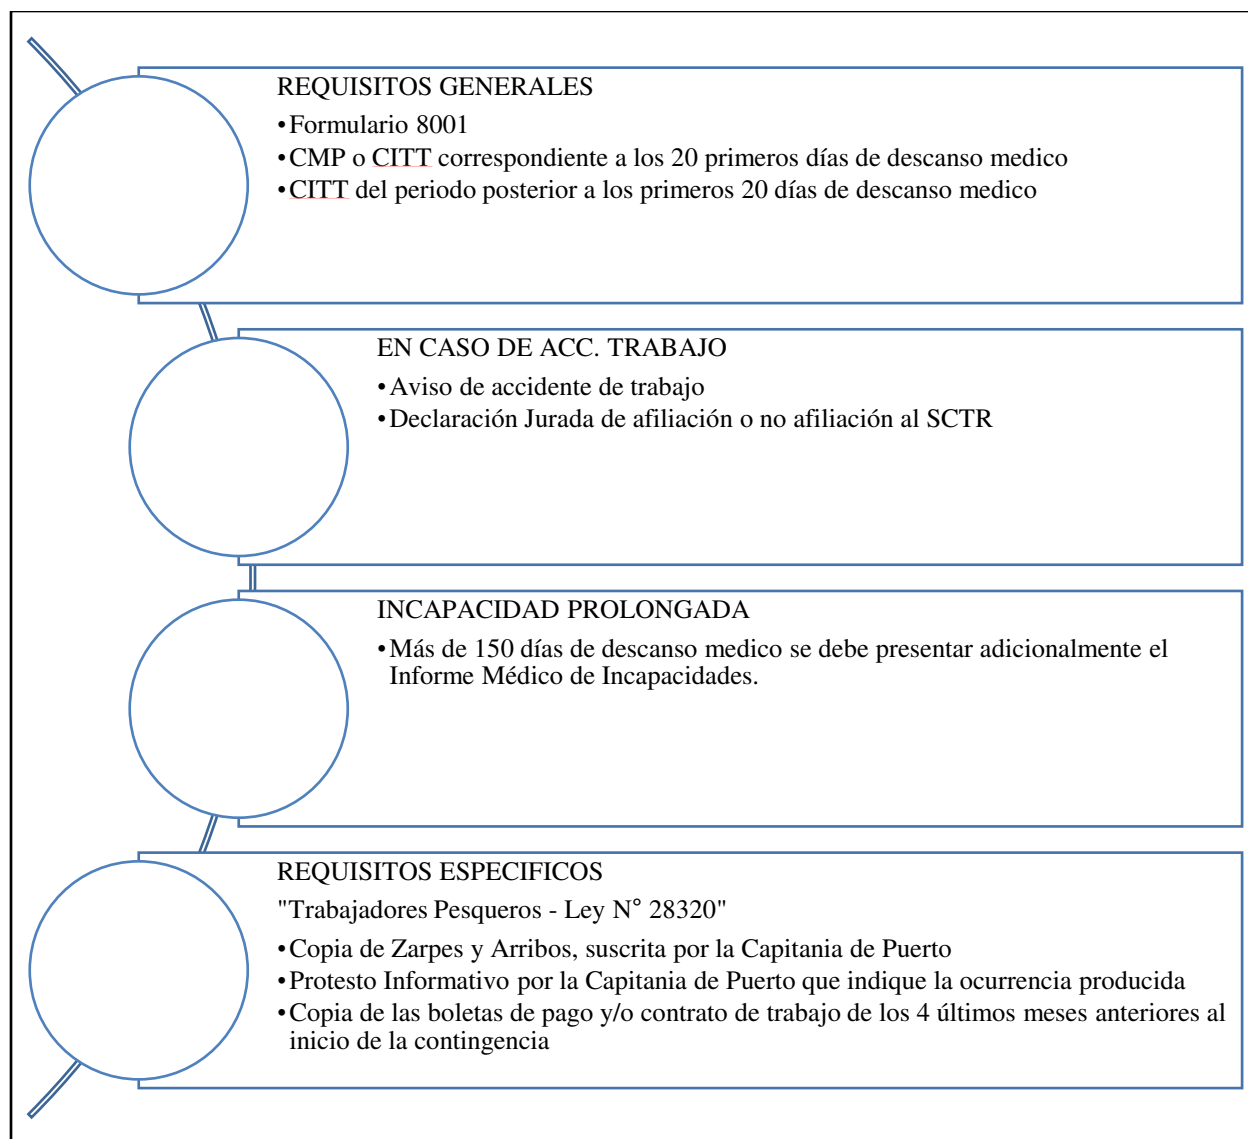 REQUISITOS GENERALES
•Formulario 8001
•CMP o CITT correspondiente a los 20 primeros días de descanso medico
•CITT del periodo posterior a los primeros 20 días de descanso medico
EN CASO DE ACC. TRABAJO
•Aviso de accidente de trabajo
•Declaración Jurada de afiliación o no afiliación al SCTR
INCAPACIDAD PROLONGADA
•Más de 150 días de descanso medico se debe presentar adicionalmente el
Informe Médico de Incapacidades.
REQUISITOS ESPECIFICOS
"Trabajadores Pesqueros - Ley N° 28320"
•Copia de Zarpes y Arribos, suscrita por la Capitania de Puerto
•Protesto Informativo por la Capitania de Puerto que indique la ocurrencia producida
•Copia de las boletas de pago y/o contrato de trabajo de los 4 últimos meses anteriores al
inicio de la contingencia